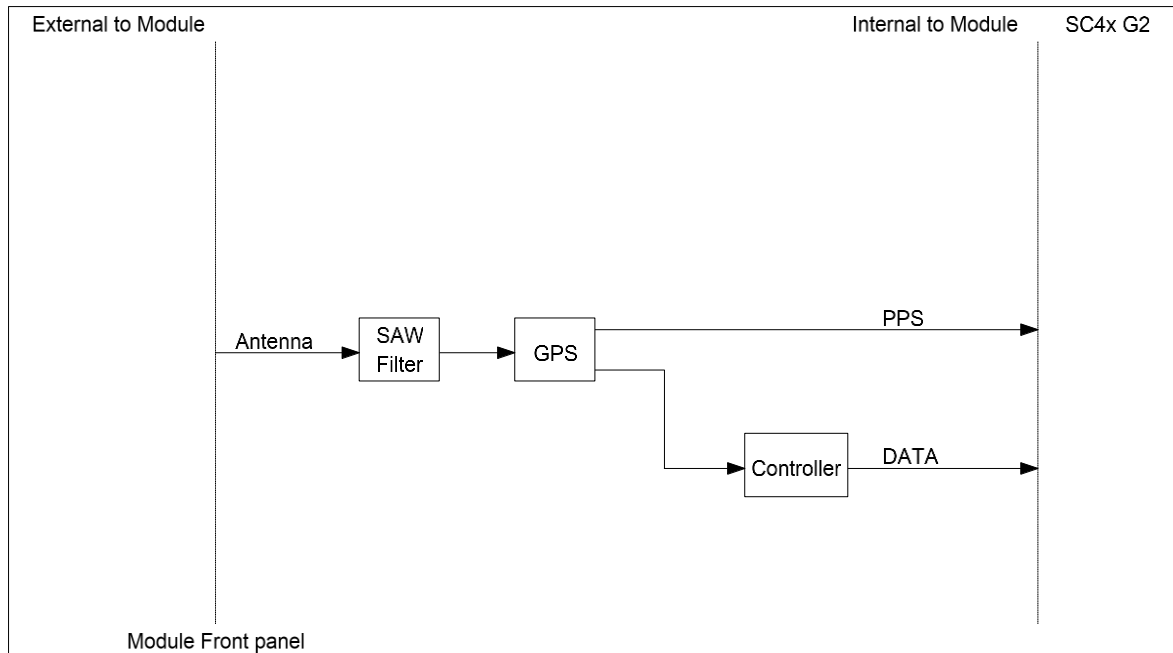 External to Module
Internal to Module
SC4x G2
PPS
Antenna
SAW
Filter
GPS
Controller
DATA
Module Front panel